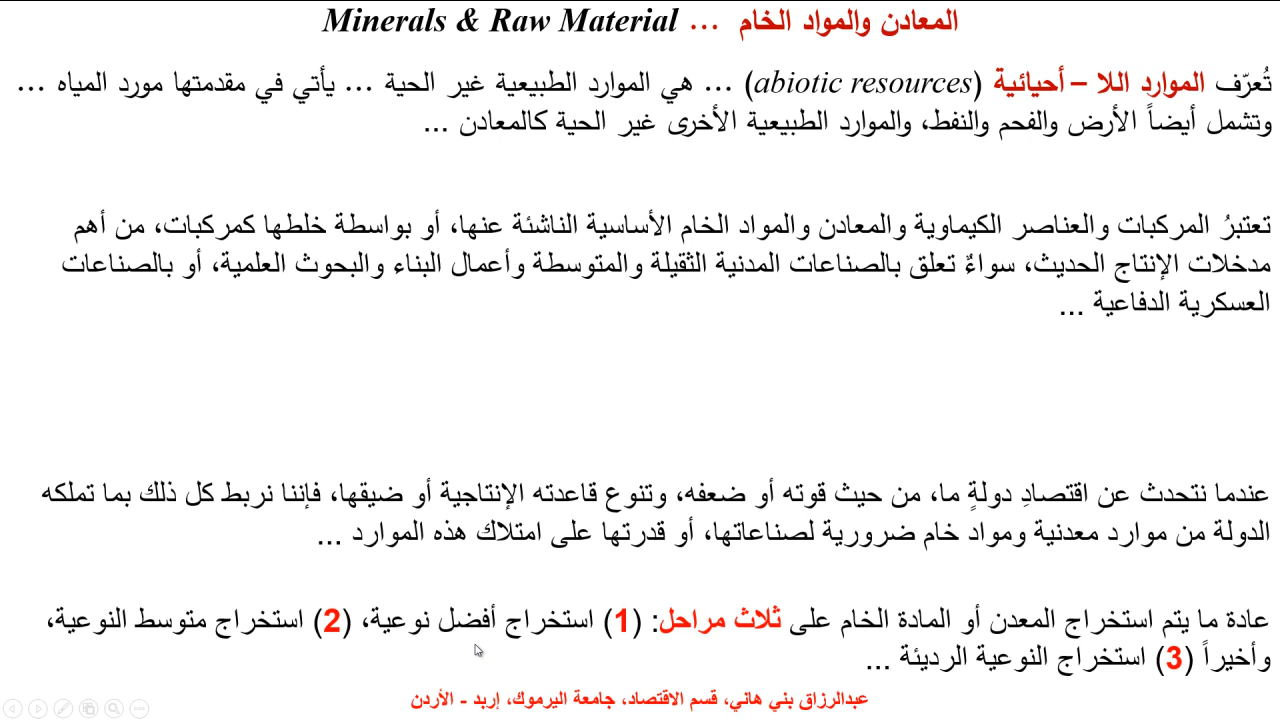 المعادن والمواد الخام ... Minerals & Raw Material
تُعرّف الموارد اللا – أحيائية (abiotic resources) ... هي الموارد الطبيعية غير الحية ... يأتي في مقدمتها مورد المياه ...
وتشمل أيضاً الأرض والفحم والنفط، والموارد الطبيعية الأخرى غير الحية كالمعادن ...
تعتبرُ المركبات والعناصر الكيماوية والمعادن والمواد الخام الأساسية الناشئة عنها، أو بواسطة خلطها كمركبات، من أهم
مدخلات الإنتاج الحديث، سواءٌ تعلق بالصناعات المدنية الثقيلة والمتوسطة وأعمال البناء والبحوث العلمية، أو بالصناعات
العسكرية الدفاعية ...
عندما نتحدث عن اقتصادِ دولةٍ ما، من حيث قوته أو ضعفه، وتنوع قاعدته الإنتاجية أو ضيقها، فإننا نربط كل ذلك بما تملكه
الدولة من موارد معدنية ومواد خام ضرورية لصناعاتها، أو قدرتها على امتلاك هذه الموارد ...
عادة ما يتم استخراج المعدن أو المادة الخام على ثلاث مراحل: (1) استخراج أفضل نوعية، (2) استخراج متوسط النوعية،
وأخيراً (3) استخراج النوعية الرديئة ...
عبدالرزاق بني هاني، قسم الاقتصاد، جامعة اليرموك، إربد - الأردن